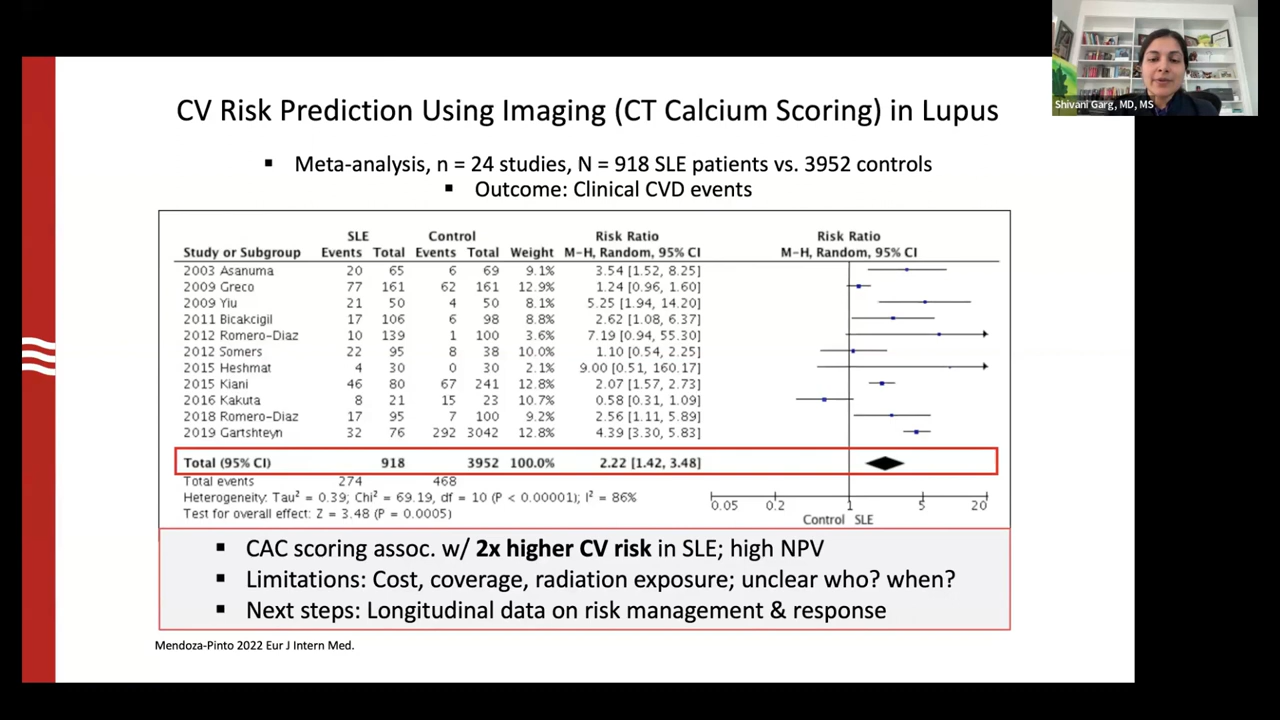 CV Risk Prediction Using Imaging (CT Calcium Scoring) in Lupus
Shivani Garg, MD, MS
▪ Meta-analysis, n = 24 studies, N = 918 SLE patients vs. 3952 controls
▪ Outcome: Clinical CVD events
SLE Control Risk Ratio Risk Ratio
Study or Subgroup Events Total Events Total Weight M-H, Random, 95% CI M-H, Random, 95% CI
2003 Asanuma 20 65 6 69 9.1% 3.54 [1.52, 8.25]
2009 Greco 77 161 62 161 12.9% 1.24 [0.96, 1.60]
2009 Yiu 21 50 4 50 8.1% 5.25 [1.94, 14.20]
2011 Bicakcigil 17 106 6 98 8.8% 2.62 [1.08, 6.37]
2012 Romero-Diaz 10 139 1 100 3.6% 7.19 [0.94, 55.30]
2012 Somers 22 95 8 38 10.0% 1.10 [0.54, 2.25]
2015 Heshmat 4 30 0 30 2.1% 9.00 [0.51, 160.17]
2015 Kiani 46 80 67 241 12.8% 2.07 [1.57, 2.73]
2016 Kakuta 8 21 15 23 10.7% 0.58 [0.31, 1.09]
2018 Romero-Diaz 17 95 7 100 9.2% 2.56 [1.11, 5.89]
2019 Gartshteyn 32 76 292 3042 12.8% 4.39 [3.30, 5.83]
Total (95% CI) 918 3952 100.0% 2.22 [1.42, 3.48]
Total events 274 468
Heterogeneity: Tau² = 0.39; Chi² = 69.19, df = 10 (P < 0.00001); I² = 86%
Test for overall effect: Z = 3.48 (P = 0.0005)
0.05 0.2 1 5 20
Control SLE
▪ CAC scoring assoc. w/ 2x higher CV risk in SLE; high NPV
▪ Limitations: Cost, coverage, radiation exposure; unclear who? when?
▪ Next steps: Longitudinal data on risk management & response
Mendoza-Pinto 2022 Eur J Intern Med.